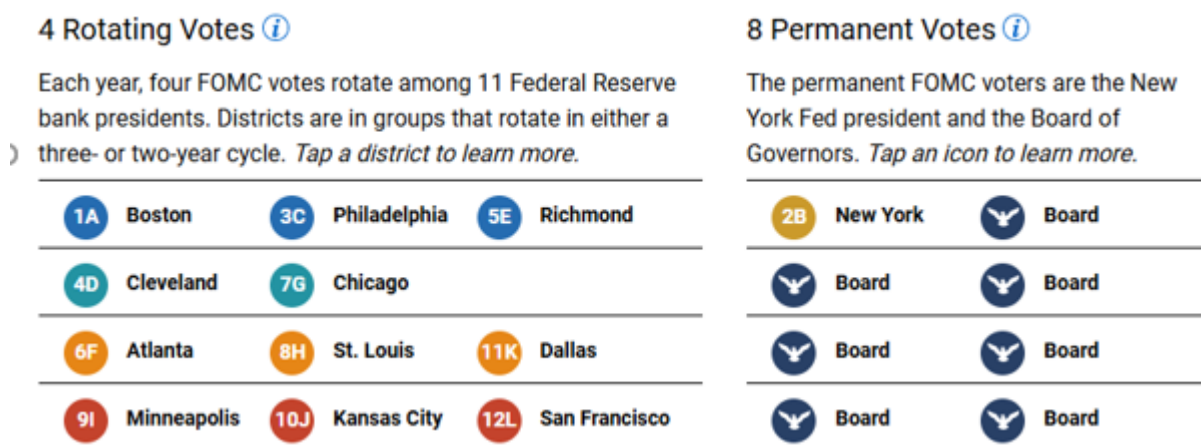 4 Rotating Votes i
Each year, four FOMC votes rotate among 11 Federal Reserve
bank presidents. Districts are in groups that rotate in either a
three- or two-year cycle. Tap a district to learn more.
1A Boston 3C Philadelphia 5E Richmond
4D Cleveland 7G Chicago
6F Atlanta 8H St. Louis 11K Dallas
9I Minneapolis 10J Kansas City 12L San Francisco
8 Permanent Votes i
The permanent FOMC voters are the New
York Fed president and the Board of
Governors. Tap an icon to learn more.
2B New York Board
Board Board
Board Board
Board Board